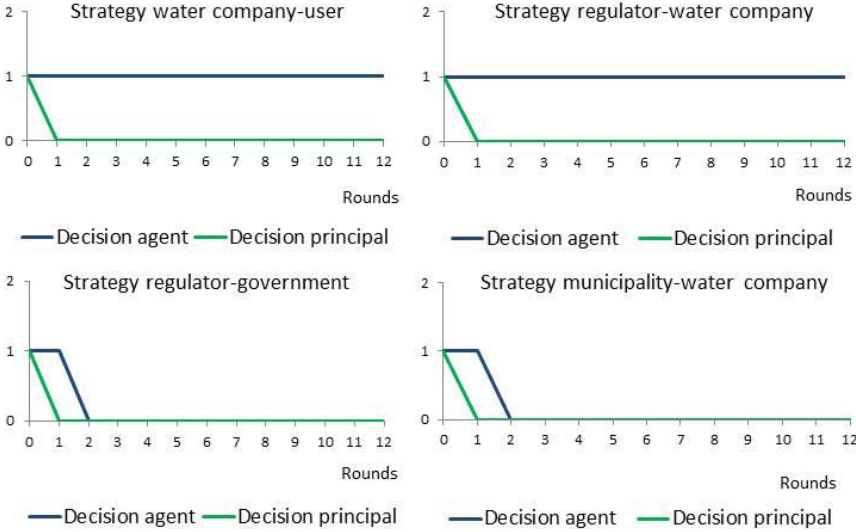 Strategy water company-user
2
1
0
0 1 2 3 4 5 6 7 8 9 10 11 12
Rounds
Decision agent Decision principal
Strategy regulator-water company
2
1
0
0 1 2 3 4 5 6 7 8 9 10 11 12
Rounds
Decision agent Decision principal
Strategy regulator-government
2
1
0
0 1 2 3 4 5 6 7 8 9 10 11 12
Rounds
Decision agent Decision principal
Strategy municipality-water company
2
1
0
0 1 2 3 4 5 6 7 8 9 10 11 12
Rounds
Decision agent Decision principal